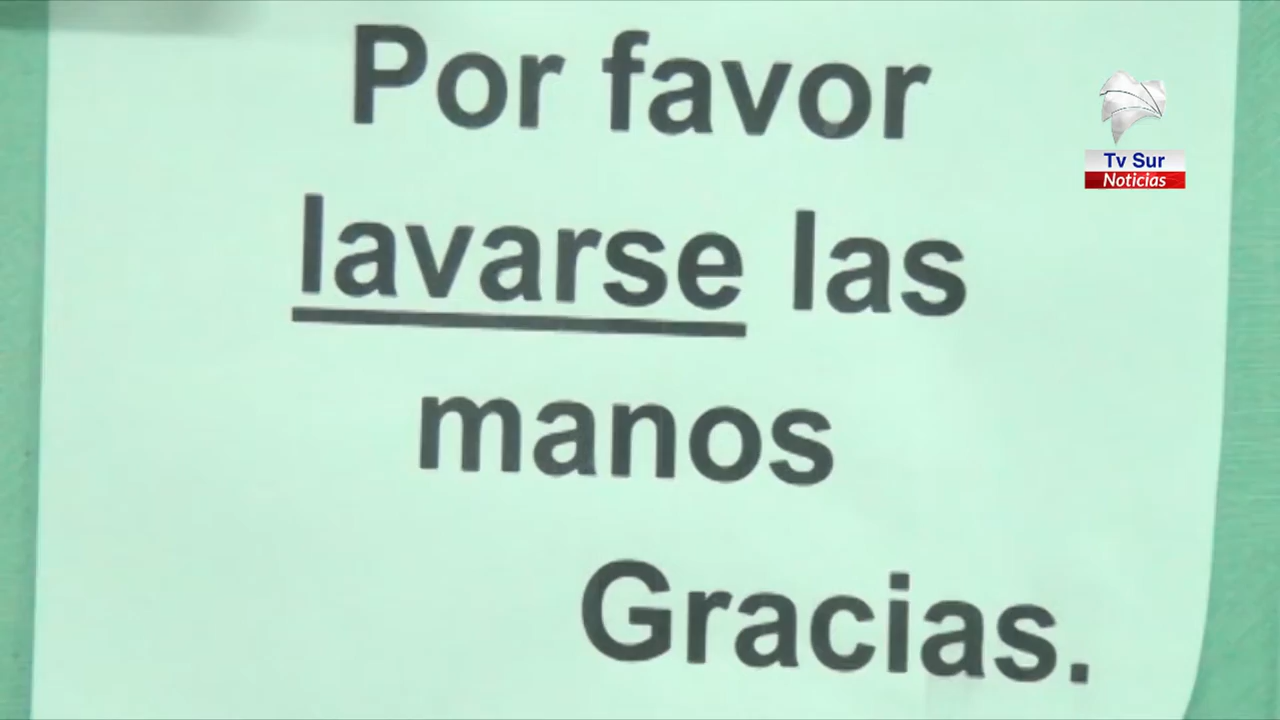 Por favor
lavarse las
manos
Gracias.
Tv Sur
Noticias